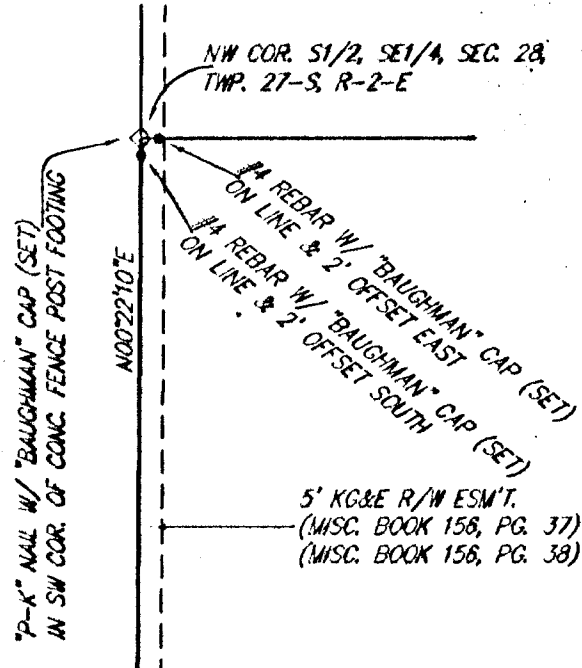 NW COR. S1/2, SE1/4, SEC. 28,
TWP. 27-S, R-2-E
#4 REBAR W/ "BAUGHMAN" CAP (SET)
ON LINE & 2' OFFSET EAST
#4 REBAR W/ "BAUGHMAN" CAP (SET)
ON LINE & 2' OFFSET SOUTH
"P-K" NAIL W/ "BAUGHMAN" CAP (SET)
IN SW COR. OF CONC. FENCE POST FOOTING
N00°22'10"E
5' KG&E R/W ESM'T.
(MISC. BOOK 156, PG. 37)
(MISC. BOOK 156, PG. 38)